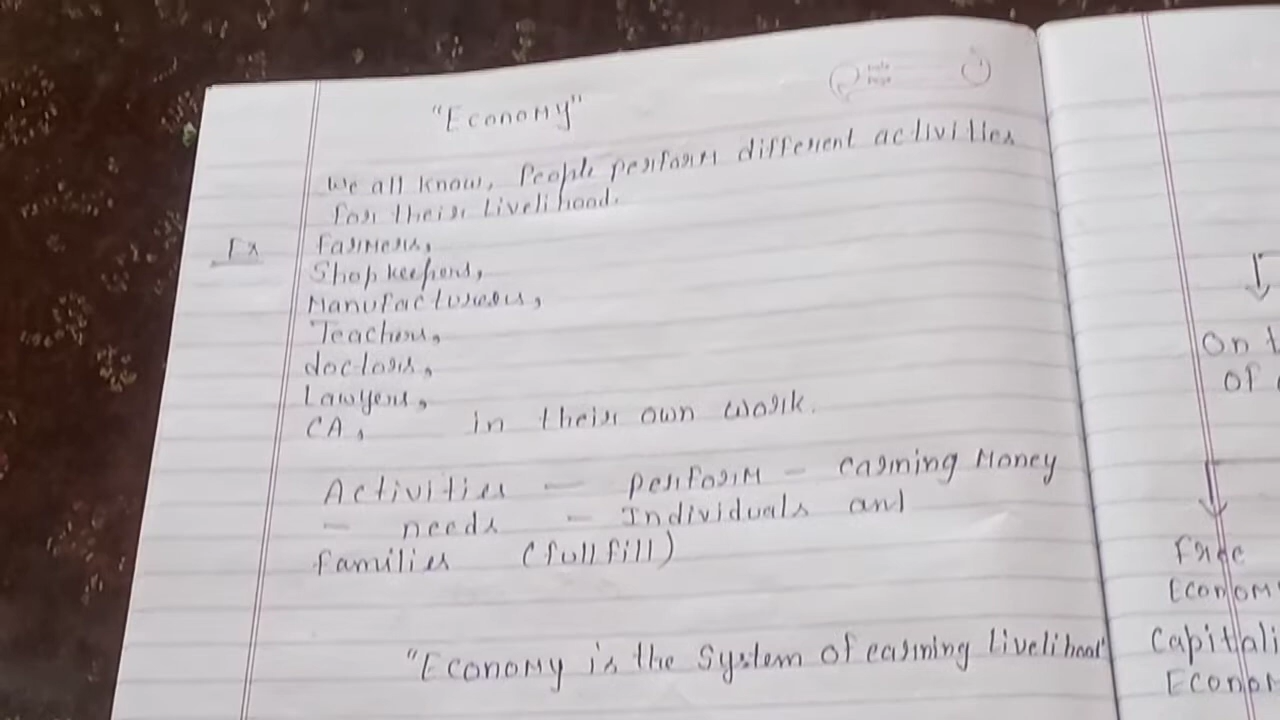 "Economy"
We all know, People perform different activities
for their livelihood.
Ex
Farmers,
Shopkeepers,
Manufacturers,
Teachers,
doctors,
Lawyers,
CA, in their own work.
Activities - perform - earning Money
- needs - Individuals and
families (fullfill)
"Economy is the System of earning livelihood"
On t
of
Free
Econom
Capitali
Econom